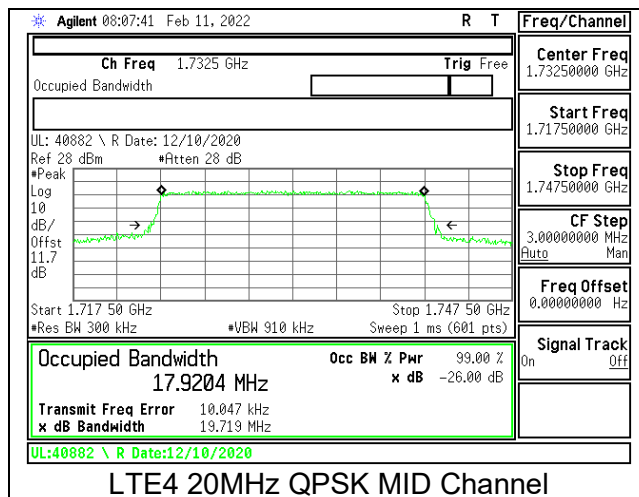 Agilent 08:07:41 Feb 11, 2022 R T Freq/Channel
Ch Freq 1.7325 GHz Trig Free
Occupied Bandwidth
Center Freq
1.73250000 GHz
Start Freq
1.71750000 GHz
Stop Freq
1.74750000 GHz
CF Step
3.00000000 MHz
Auto Man
Freq Offset
0.00000000 Hz
Signal Track
On Off
UL: 40882 \ R Date: 12/10/2020
Ref 28 dBm #Atten 28 dB
#Peak
Log
10
dB/
Offst
11.7
dB
Start 1.717 50 GHz Stop 1.747 50 GHz
#Res BW 300 kHz #VBW 910 kHz Sweep 1 ms (601 pts)
Occupied Bandwidth Occ BW % Pwr 99.00 %
17.9204 MHz x dB -26.00 dB
Transmit Freq Error 10.047 kHz
x dB Bandwidth 19.719 MHz
UL:40882 \ R Date:12/10/2020
LTE4 20MHz QPSK MID Channel